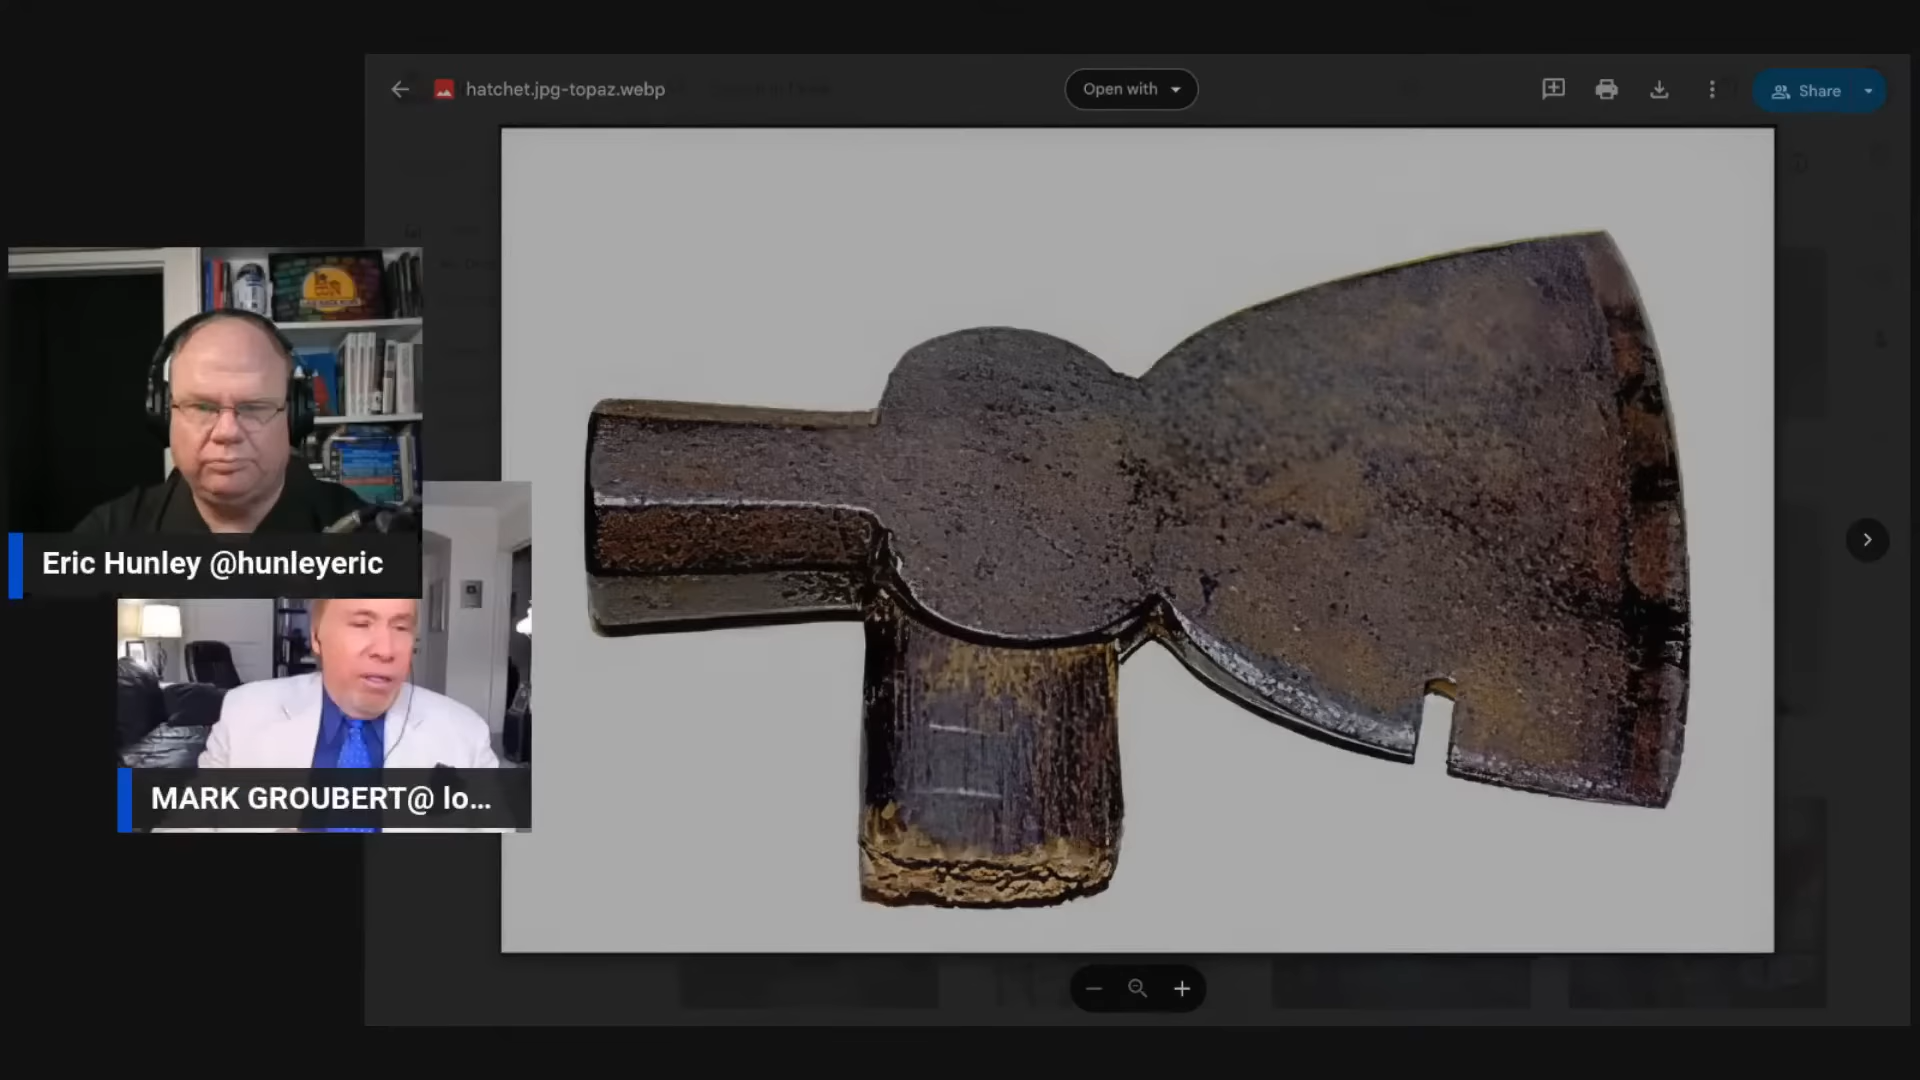 hatchet.jpg-topaz.webp
Open with
Share
Eric Hunley @hunleyeric
MARK GROUBERT@ lo...